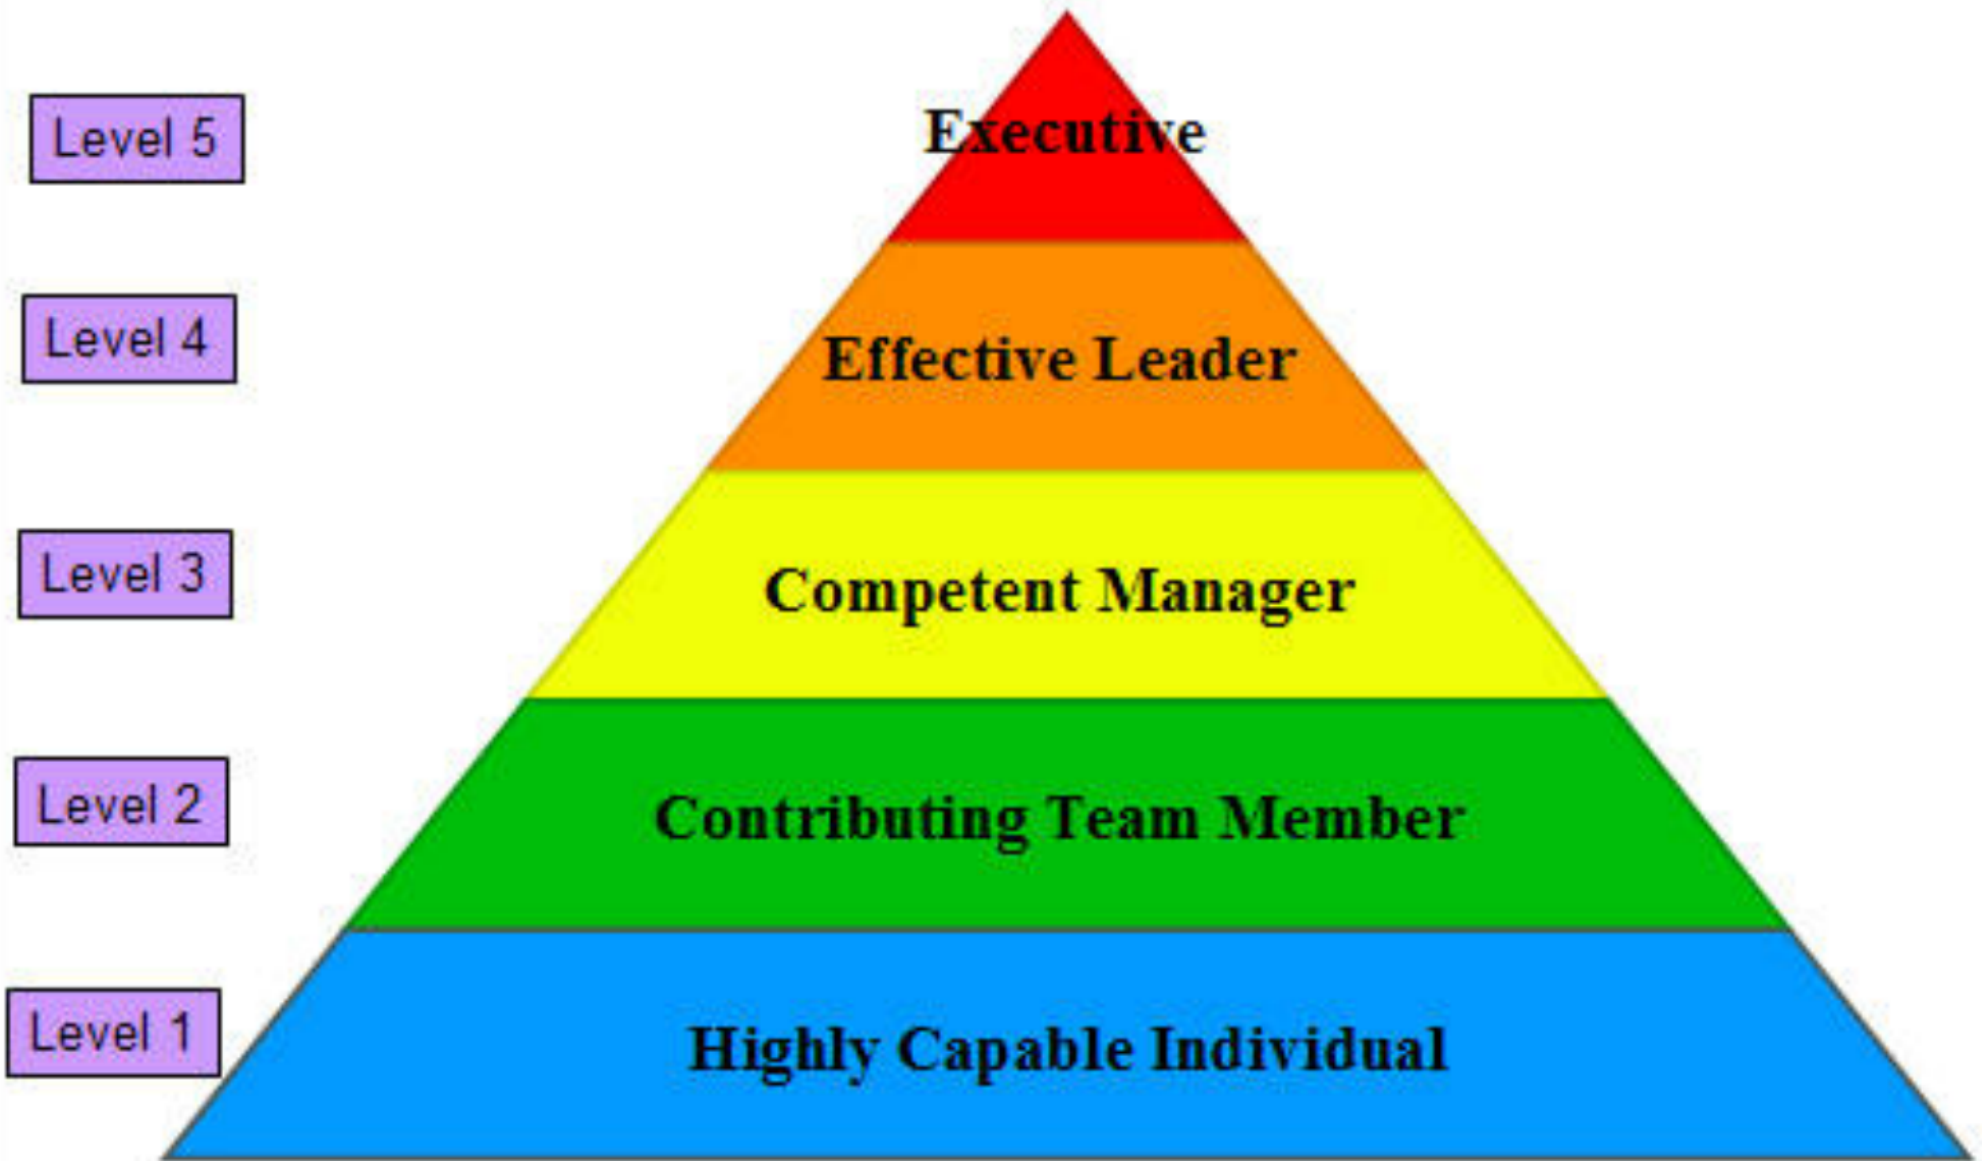 Level 5
Executive
Level 4
Effective Leader
Level 3
Competent Manager
Level 2
Contributing Team Member
Level 1
Highly Capable Individual